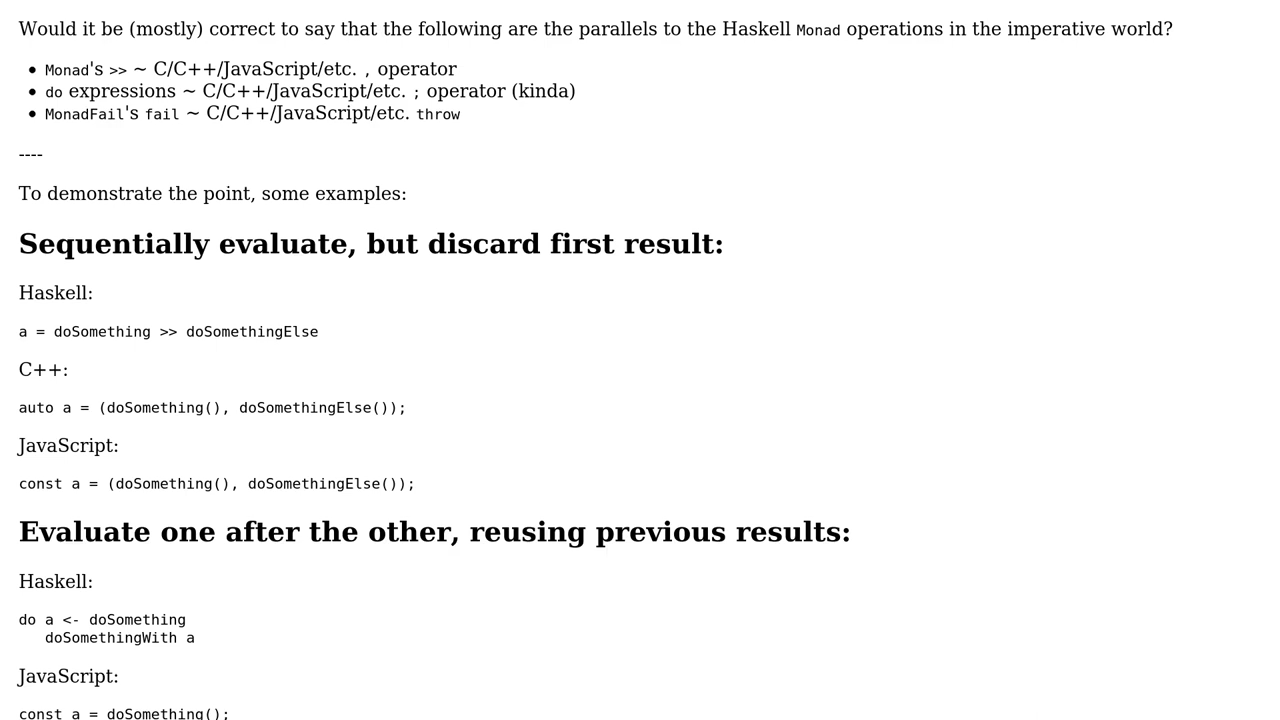 Would it be (mostly) correct to say that the following are the parallels to the Haskell Monad operations in the imperative world?
• Monad's >> ~ C/C++/JavaScript/etc. , operator
• do expressions ~ C/C++/JavaScript/etc. ; operator (kinda)
• MonadFail's fail ~ C/C++/JavaScript/etc. throw
----
To demonstrate the point, some examples:
Sequentially evaluate, but discard first result:
Haskell:
a = doSomething >> doSomethingElse
C++:
auto a = (doSomething(), doSomethingElse());
JavaScript:
const a = (doSomething(), doSomethingElse());
Evaluate one after the other, reusing previous results:
Haskell:
do a <- doSomething
   doSomethingWith a
JavaScript:
const a = doSomething();